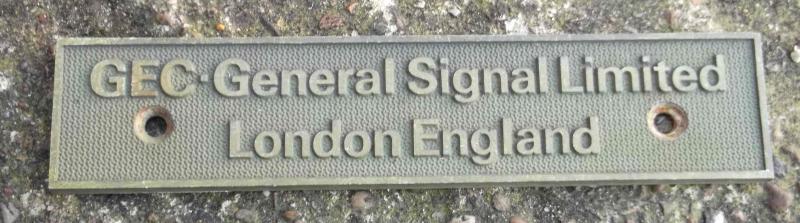 GEC-General Signal Limited
London England